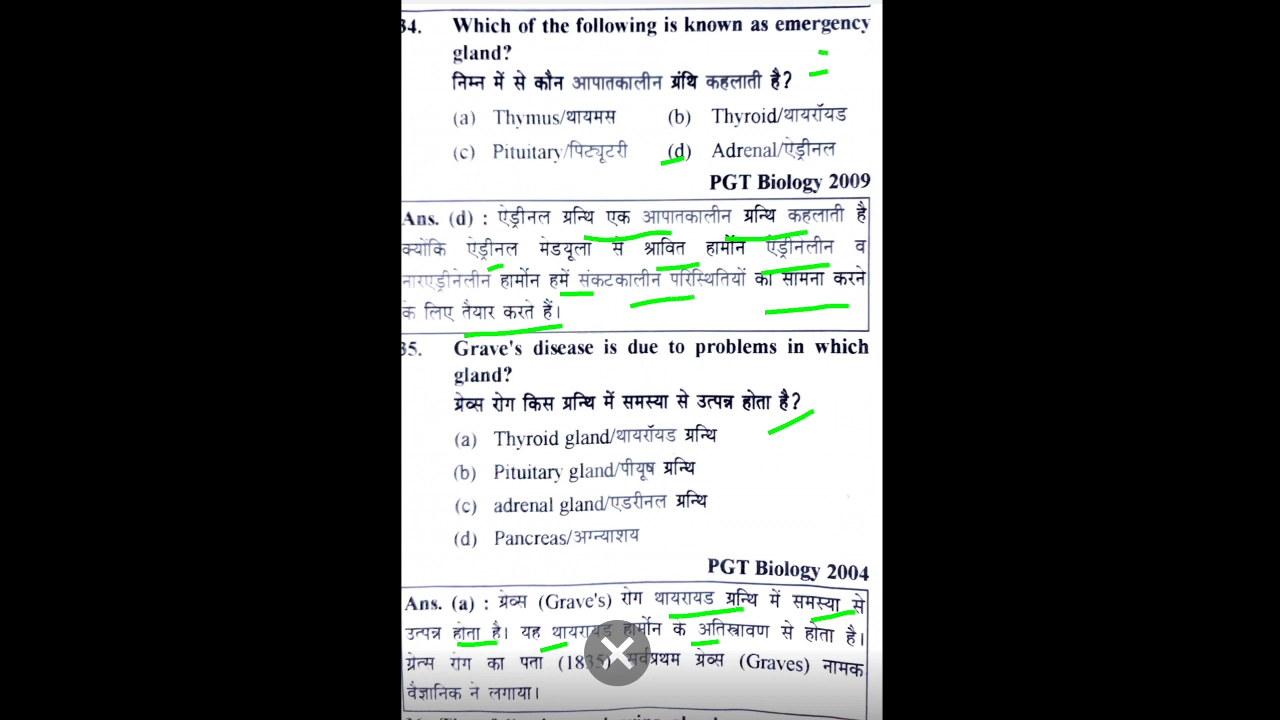 34. Which of the following is known as emergency
gland?
निम्न में से कौन आपातकालीन ग्रंथि कहलाती है?
(a) Thymus/थायमस (b) Thyroid/थायरॉयड
(c) Pituitary/पिट्यूटरी (d) Adrenal/ऐड्रीनल
PGT Biology 2009
Ans. (d) : ऐड्रीनल ग्रन्थि एक आपातकालीन ग्रन्थि कहलाती है
क्योंकि ऐड्रीनल मेडयूला से श्रावित हार्मोन ऐड्रीनेलीन व
नारएड्रीनेलीन हार्मोन हमें संकटकालीन परिस्थितियों का सामना करने
के लिए तैयार करते हैं।
35. Grave's disease is due to problems in which
gland?
ग्रेव्स रोग किस ग्रन्थि में समस्या से उत्पन्न होता है?
(a) Thyroid gland/थायरॉयड ग्रन्थि
(b) Pituitary gland/पीयूष ग्रन्थि
(c) adrenal gland/एडरीनल ग्रन्थि
(d) Pancreas/अग्न्याशय
PGT Biology 2004
Ans. (a) : ग्रेव्स (Grave's) रोग थायरायड ग्रन्थि में समस्या से
उत्पन्न होता है। यह थायरायड हार्मोन के अतिस्त्रावण से होता है।
ग्रेत्स रोग का पता (1835) सर्वप्रथम ग्रेव्स (Graves) नामक
वैज्ञानिक ने लगाया।